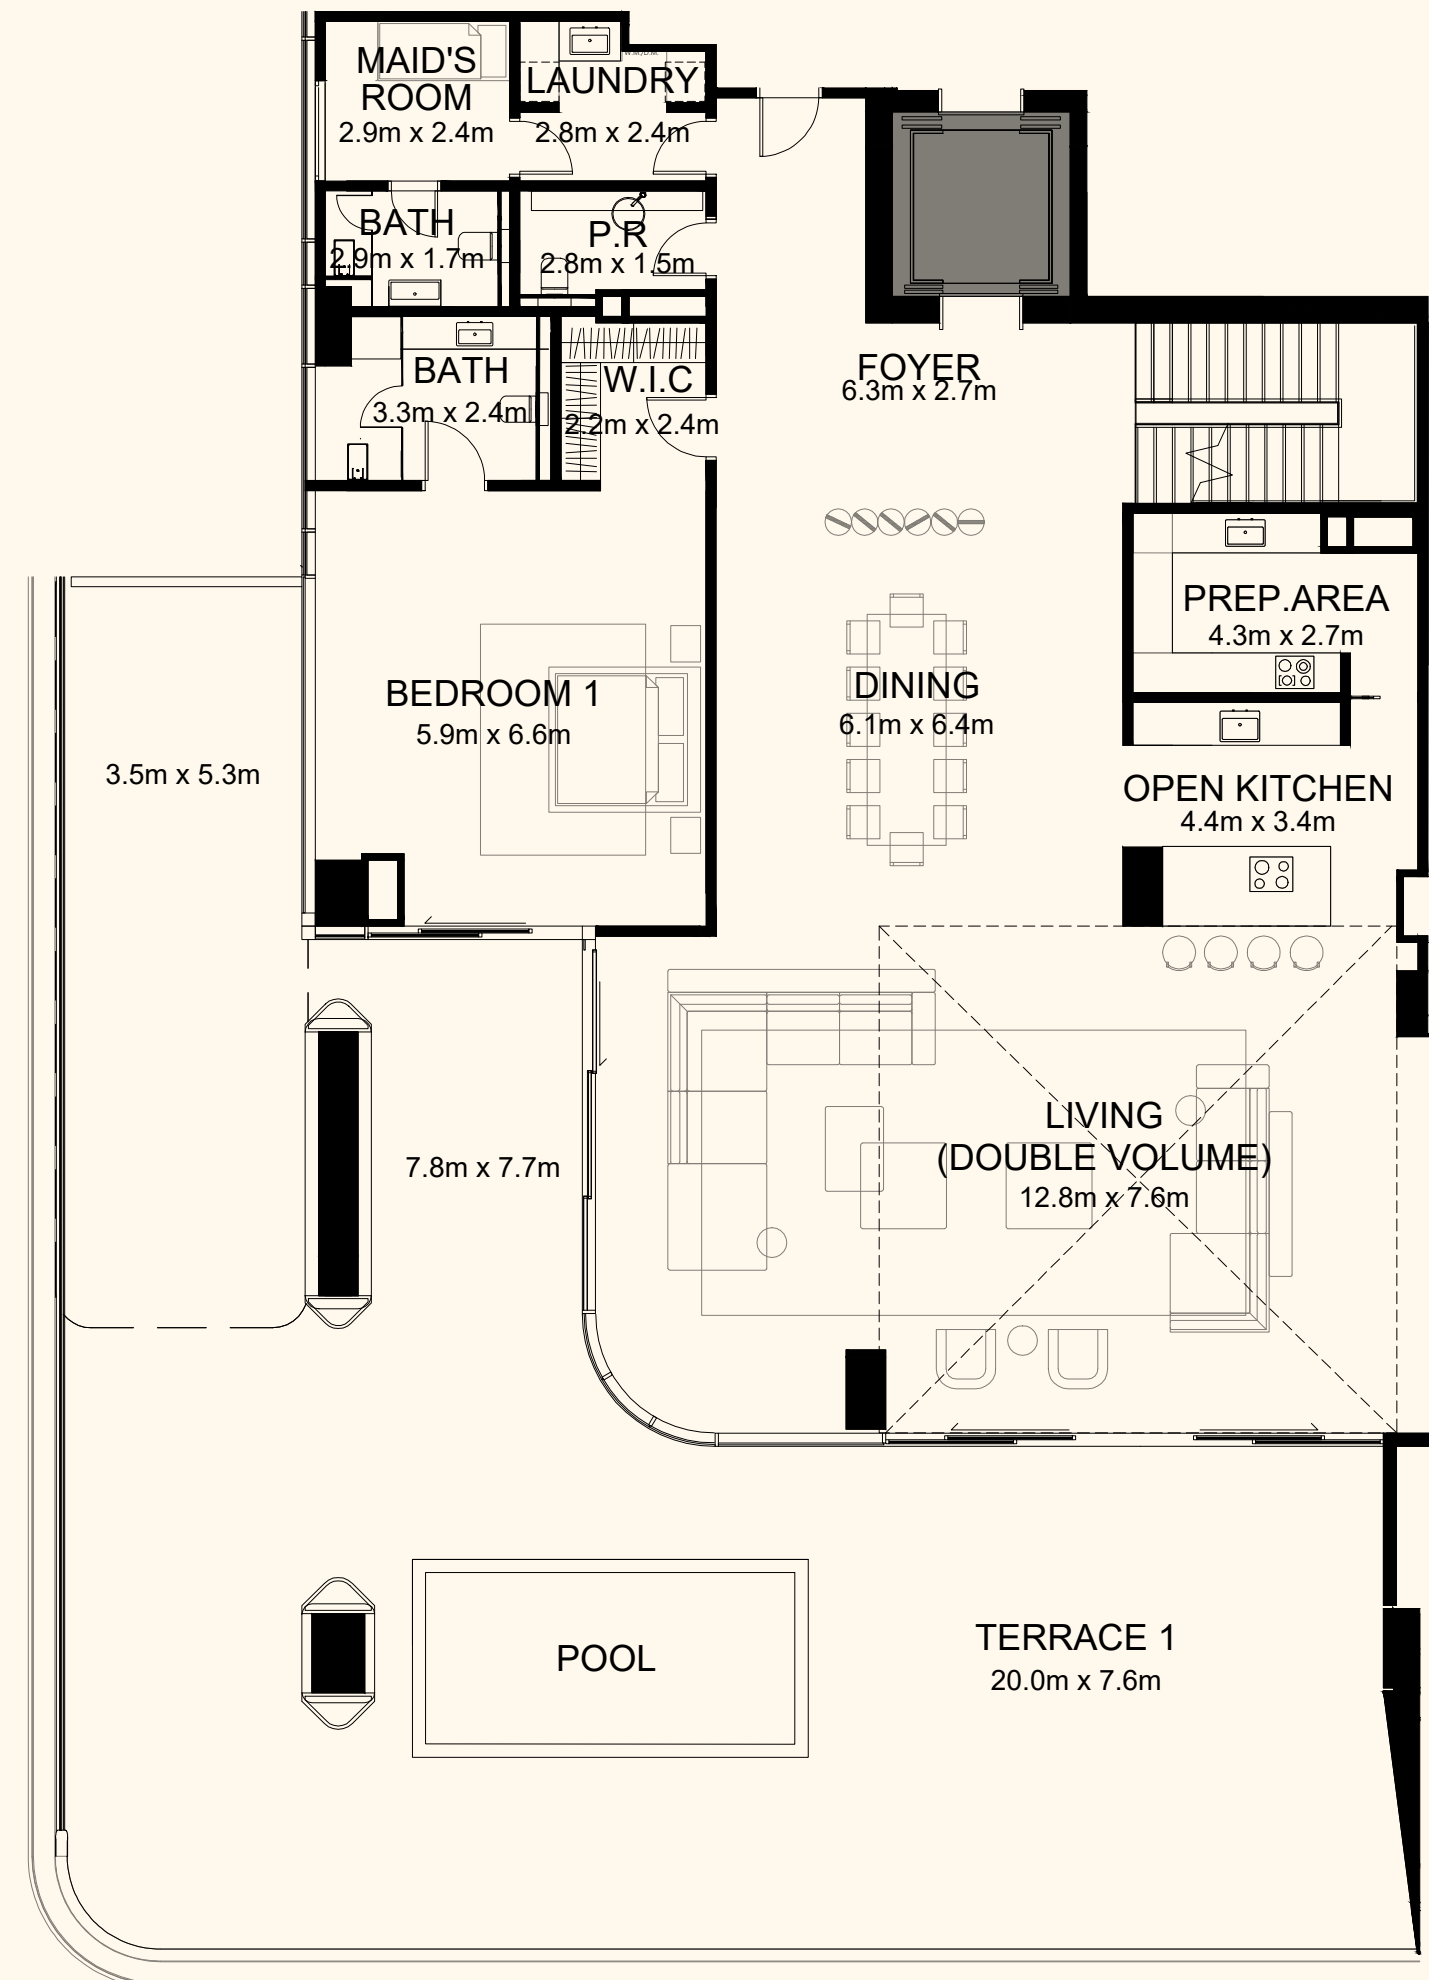 MAID'S
ROOM
2.9m x 2.4m
LAUNDRY
2.8m x 2.4m
BATH
2.9m x 1.7m
P.R
2.8m x 1.5m
BATH
3.3m x 2.4m
W.I.C
2.2m x 2.4m
FOYER
6.3m x 2.7m
PREP.AREA
4.3m x 2.7m
BEDROOM 1
5.9m x 6.6m
DINING
6.1m x 6.4m
3.5m x 5.3m
OPEN KITCHEN
4.4m x 3.4m
LIVING
(DOUBLE VOLUME)
12.8m x 7.6m
7.8m x 7.7m
POOL
TERRACE 1
20.0m x 7.6m